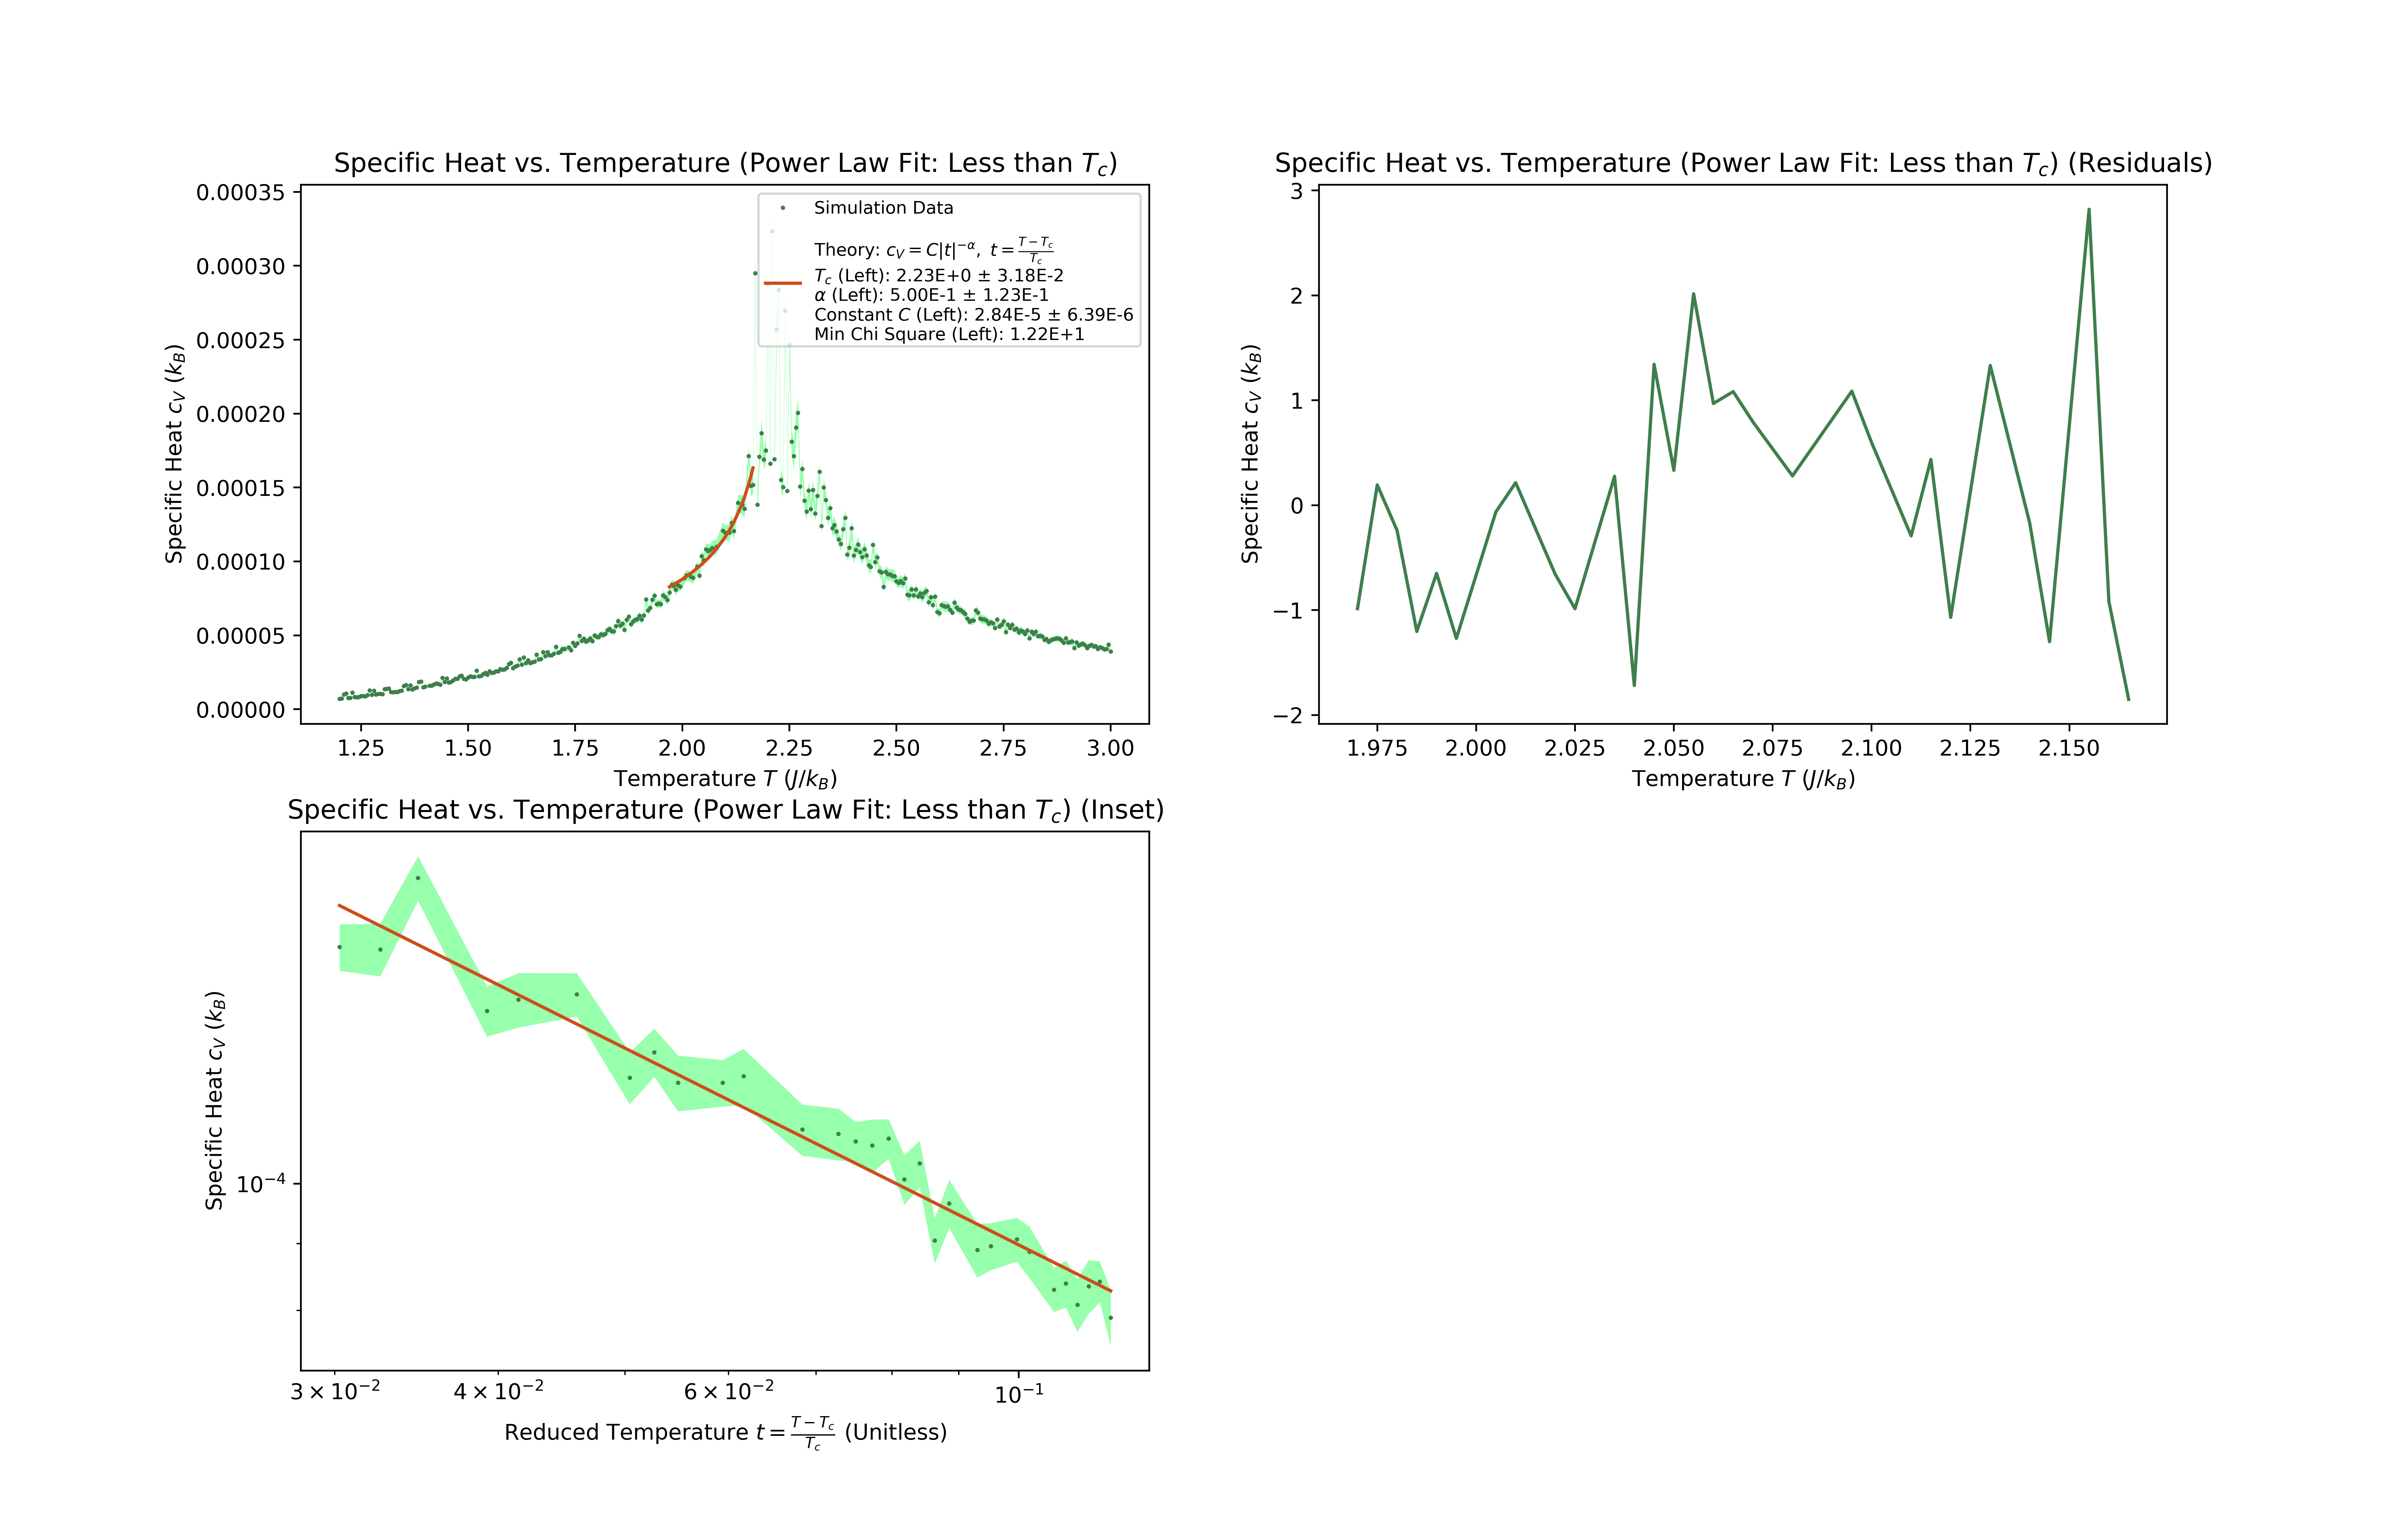 Specific Heat vs. Temperature (Power Law Fit: Less than T_c)
0.00035
0.00030
0.00025
0.00020
0.00015
0.00010
0.00005
0.00000
Specific Heat c_V (k_B)
Simulation Data
Theory: c_V = C|t|^{-α}, t = \frac{T-T_c}{T_c}
T_c (Left): 2.23E+0 ± 3.18E-2
α (Left): 5.00E-1 ± 1.23E-1
Constant C (Left): 2.84E-5 ± 6.39E-6
Min Chi Square (Left): 1.22E+1
1.25 1.50 1.75 2.00 2.25 2.50 2.75 3.00
Temperature T (J/k_B)
Specific Heat vs. Temperature (Power Law Fit: Less than T_c) (Residuals)
3
2
1
0
−1
−2
Specific Heat c_V (k_B)
1.975 2.000 2.025 2.050 2.075 2.100 2.125 2.150
Temperature T (J/k_B)
Specific Heat vs. Temperature (Power Law Fit: Less than T_c) (Inset)
10^{-4}
Specific Heat c_V (k_B)
3 × 10^{-2} 4 × 10^{-2} 6 × 10^{-2} 10^{-1}
Reduced Temperature t = \frac{T-T_c}{T_c} (Unitless)